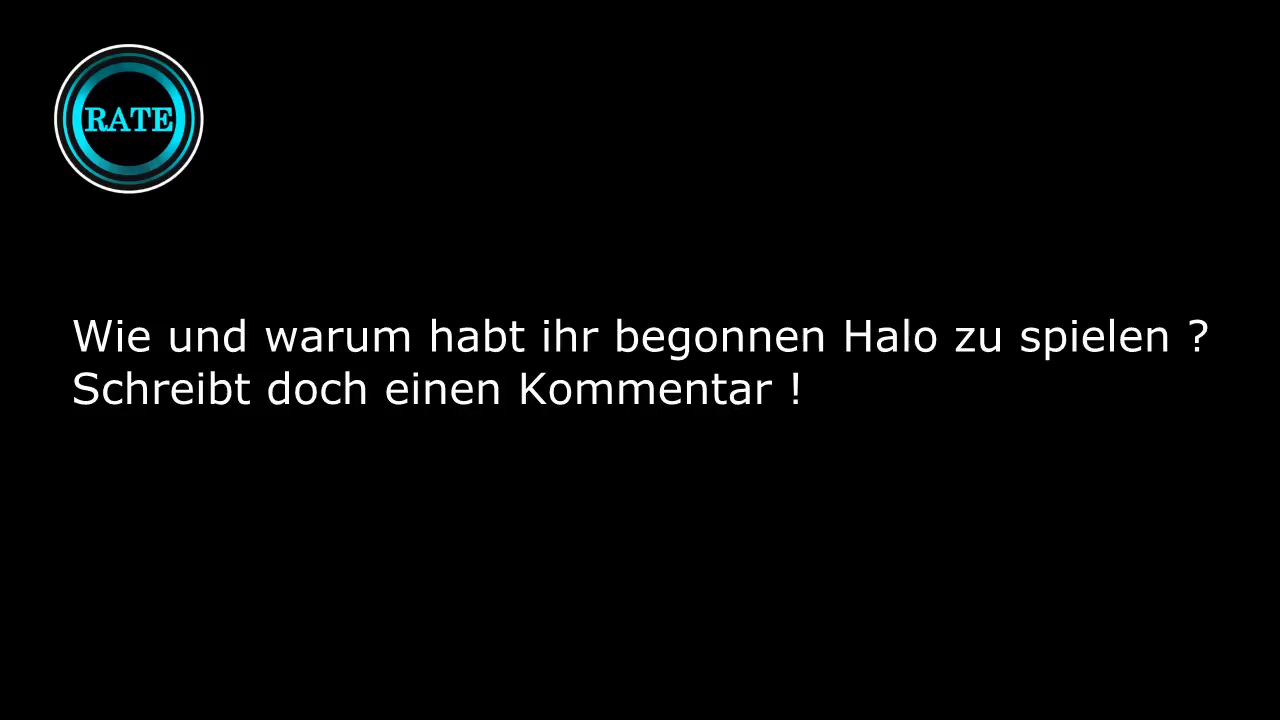 RATE
Wie und warum habt ihr begonnen Halo zu spielen ?
Schreibt doch einen Kommentar !